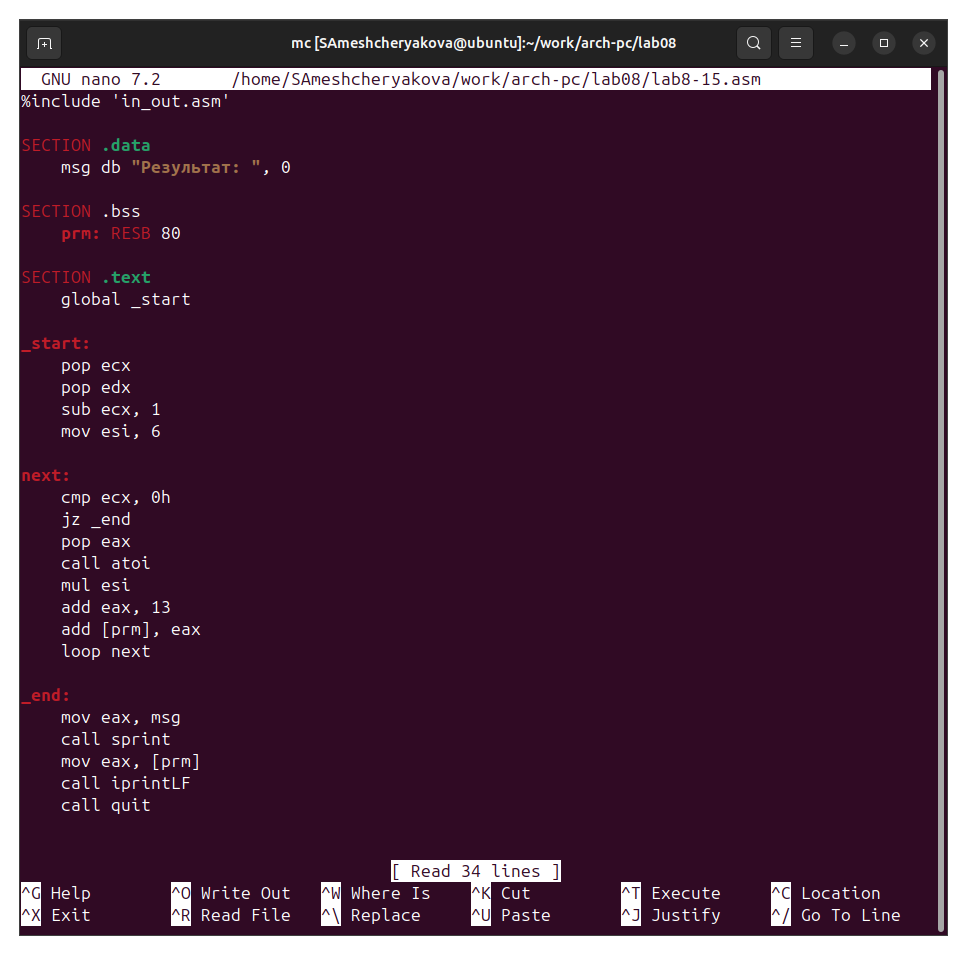 mc [SAmeshcheryakova@ubuntu]:~/work/arch-pc/lab08
GNU nano 7.2 /home/SAmeshcheryakova/work/arch-pc/lab08/lab8-15.asm
%include 'in_out.asm'
SECTION .data
msg db "Результат: ", 0
SECTION .bss
prm: RESB 80
SECTION .text
global _start
_start:
pop ecx
pop edx
sub ecx, 1
mov esi, 6
next:
cmp ecx, 0h
jz _end
pop eax
call atoi
mul esi
add eax, 13
add [prm], eax
loop next
_end:
mov eax, msg
call sprint
mov eax, [prm]
call iprintLF
call quit
[ Read 34 lines ]
^G Help ^O Write Out ^W Where Is ^K Cut ^T Execute ^C Location
^X Exit ^R Read File ^\ Replace ^U Paste ^J Justify ^/ Go To Line